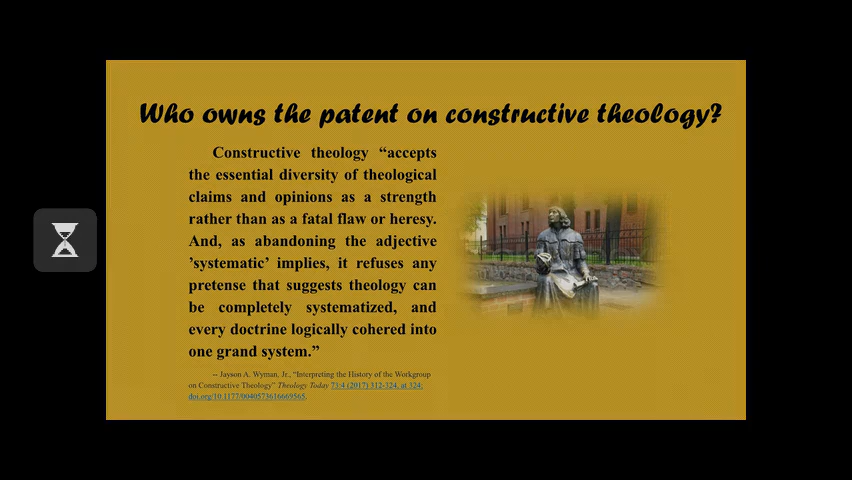 Who owns the patent on constructive theology?
Constructive theology “accepts
the essential diversity of theological
claims and opinions as a strength
rather than as a fatal flaw or heresy.
And, as abandoning the adjective
’systematic’ implies, it refuses any
pretense that suggests theology can
be completely systematized, and
every doctrine logically cohered into
one grand system.”
-- Jayson A. Wyman, Jr., “Interpreting the History of the Workgroup
on Constructive Theology” Theology Today 73:4 (2017) 312-324, at 324;
doi.org/10.1177/0040573616669565.